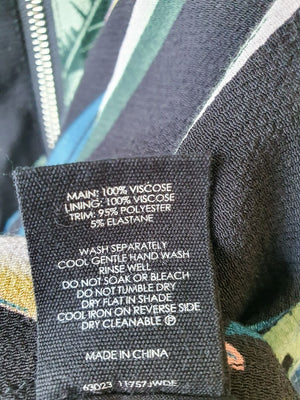 MAIN: 100% VISCOSE
LINING: 100% VISCOSE
TRIM: 95% POLYESTER
5% ELASTANE
WASH SEPARATELY
COOL GENTLE HAND WASH
RINSE WELL
DO NOT SOAK OR BLEACH
DO NOT TUMBLE DRY
DRY FLAT IN SHADE
COOL IRON ON REVERSE SIDE
DRY CLEANABLE Ⓟ
MADE IN CHINA